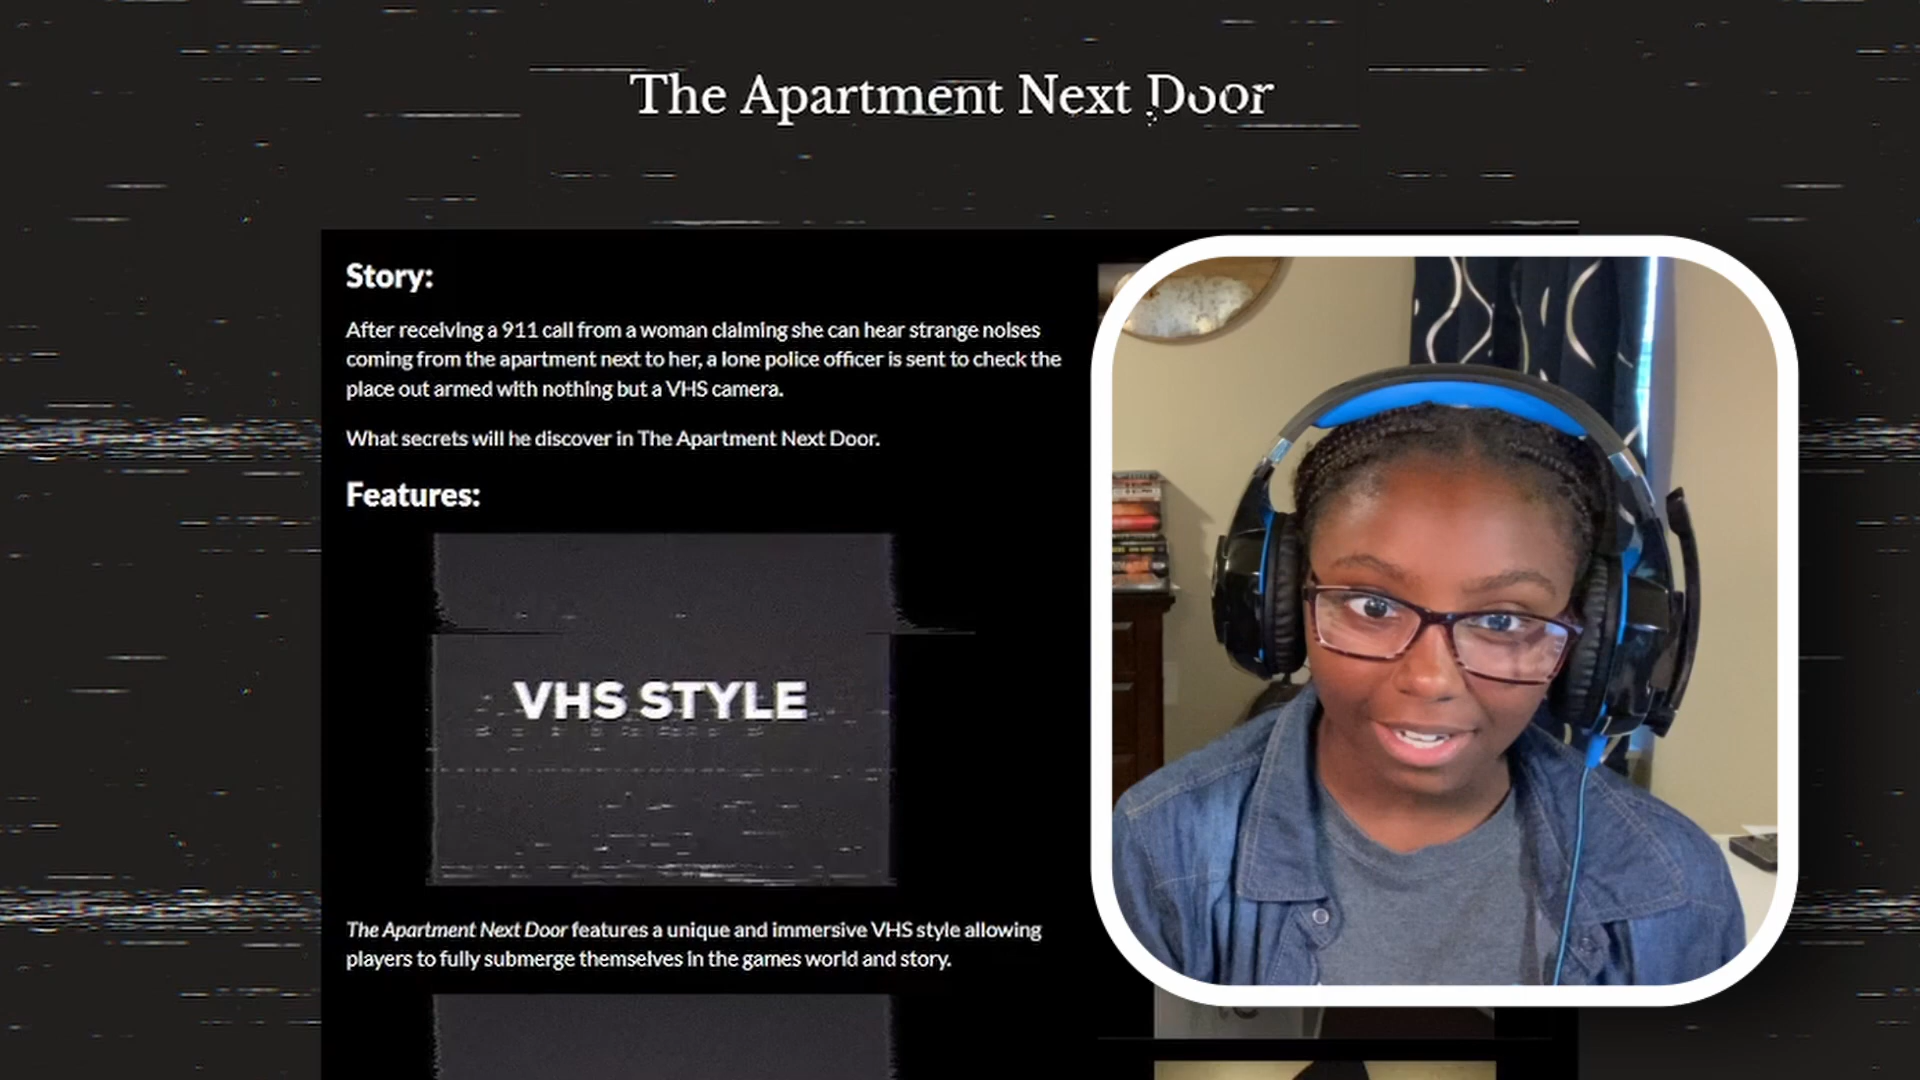 The Apartment Next Door
Story:
After receiving a 911 call from a woman claiming she can hear strange noises
coming from the apartment next to her, a lone police officer is sent to check the
place out armed with nothing but a VHS camera.
What secrets will he discover in The Apartment Next Door.
Features:
VHS STYLE
The Apartment Next Door features a unique and immersive VHS style allowing
players to fully submerge themselves in the games world and story.